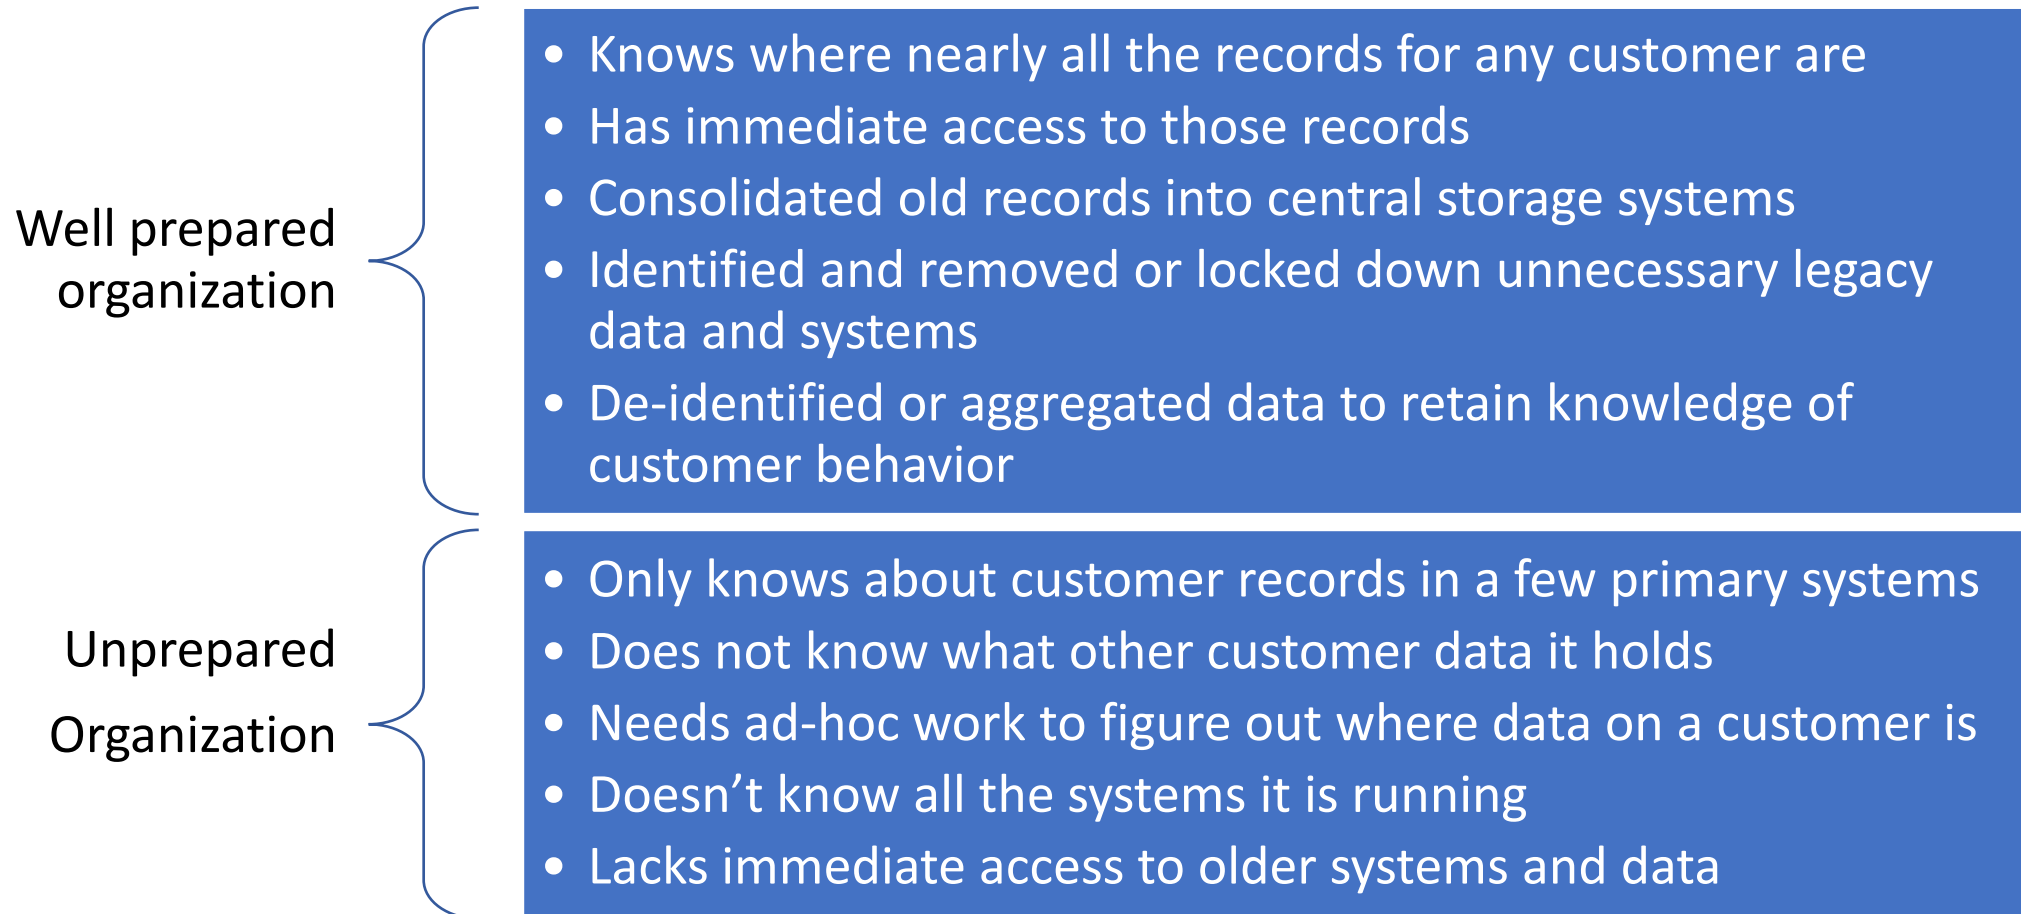 Well prepared
organization
• Knows where nearly all the records for any customer are
• Has immediate access to those records
• Consolidated old records into central storage systems
• Identified and removed or locked down unnecessary legacy
data and systems
• De-identified or aggregated data to retain knowledge of
customer behavior
Unprepared
Organization
• Only knows about customer records in a few primary systems
• Does not know what other customer data it holds
• Needs ad-hoc work to figure out where data on a customer is
• Doesn’t know all the systems it is running
• Lacks immediate access to older systems and data